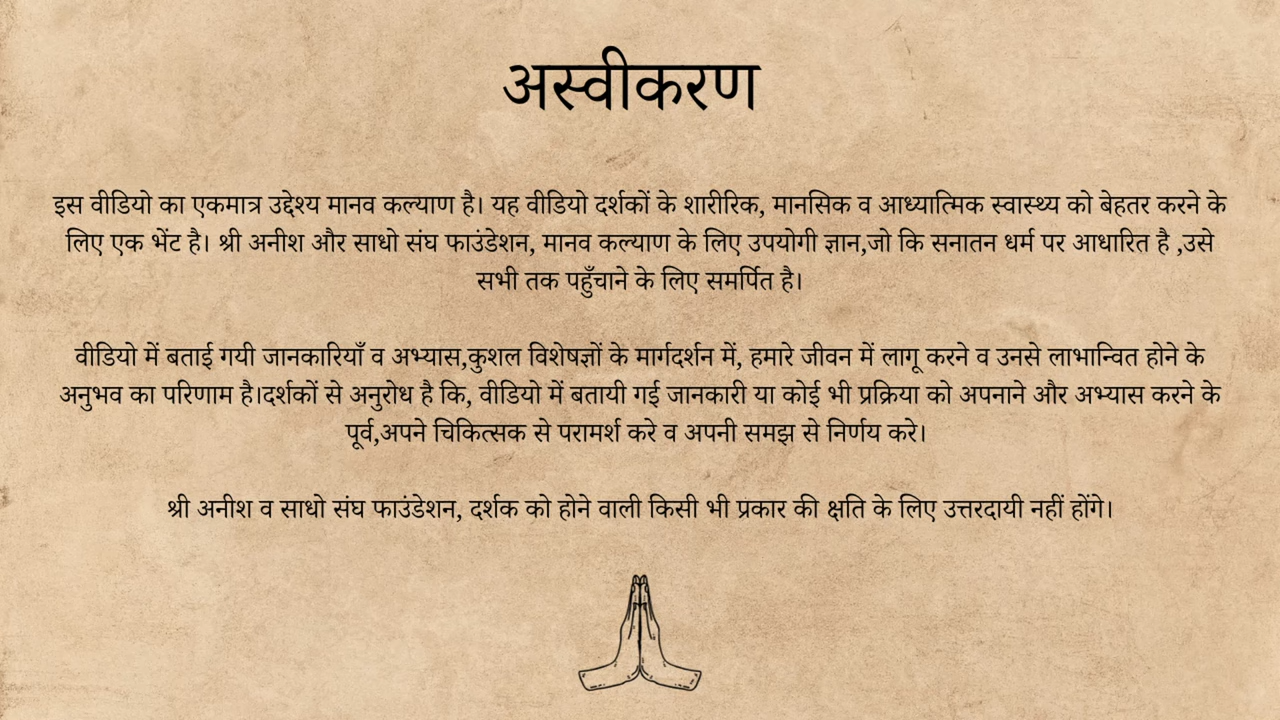 अस्वीकरण
इस वीडियो का एकमात्र उद्देश्य मानव कल्याण है। यह वीडियो दर्शकों के शारीरिक, मानसिक व आध्यात्मिक स्वास्थ्य को बेहतर करने के
लिए एक भेंट है। श्री अनीश और साधो संघ फाउंडेशन, मानव कल्याण के लिए उपयोगी ज्ञान,जो कि सनातन धर्म पर आधारित है ,उसे
सभी तक पहुँचाने के लिए समर्पित है।
वीडियो में बताई गयी जानकारियाँ व अभ्यास,कुशल विशेषज्ञों के मार्गदर्शन में, हमारे जीवन में लागू करने व उनसे लाभान्वित होने के
अनुभव का परिणाम है।दर्शकों से अनुरोध है कि, वीडियो में बतायी गई जानकारी या कोई भी प्रक्रिया को अपनाने और अभ्यास करने के
पूर्व,अपने चिकित्सक से परामर्श करे व अपनी समझ से निर्णय करे।
श्री अनीश व साधो संघ फाउंडेशन, दर्शक को होने वाली किसी भी प्रकार की क्षति के लिए उत्तरदायी नहीं होंगे।